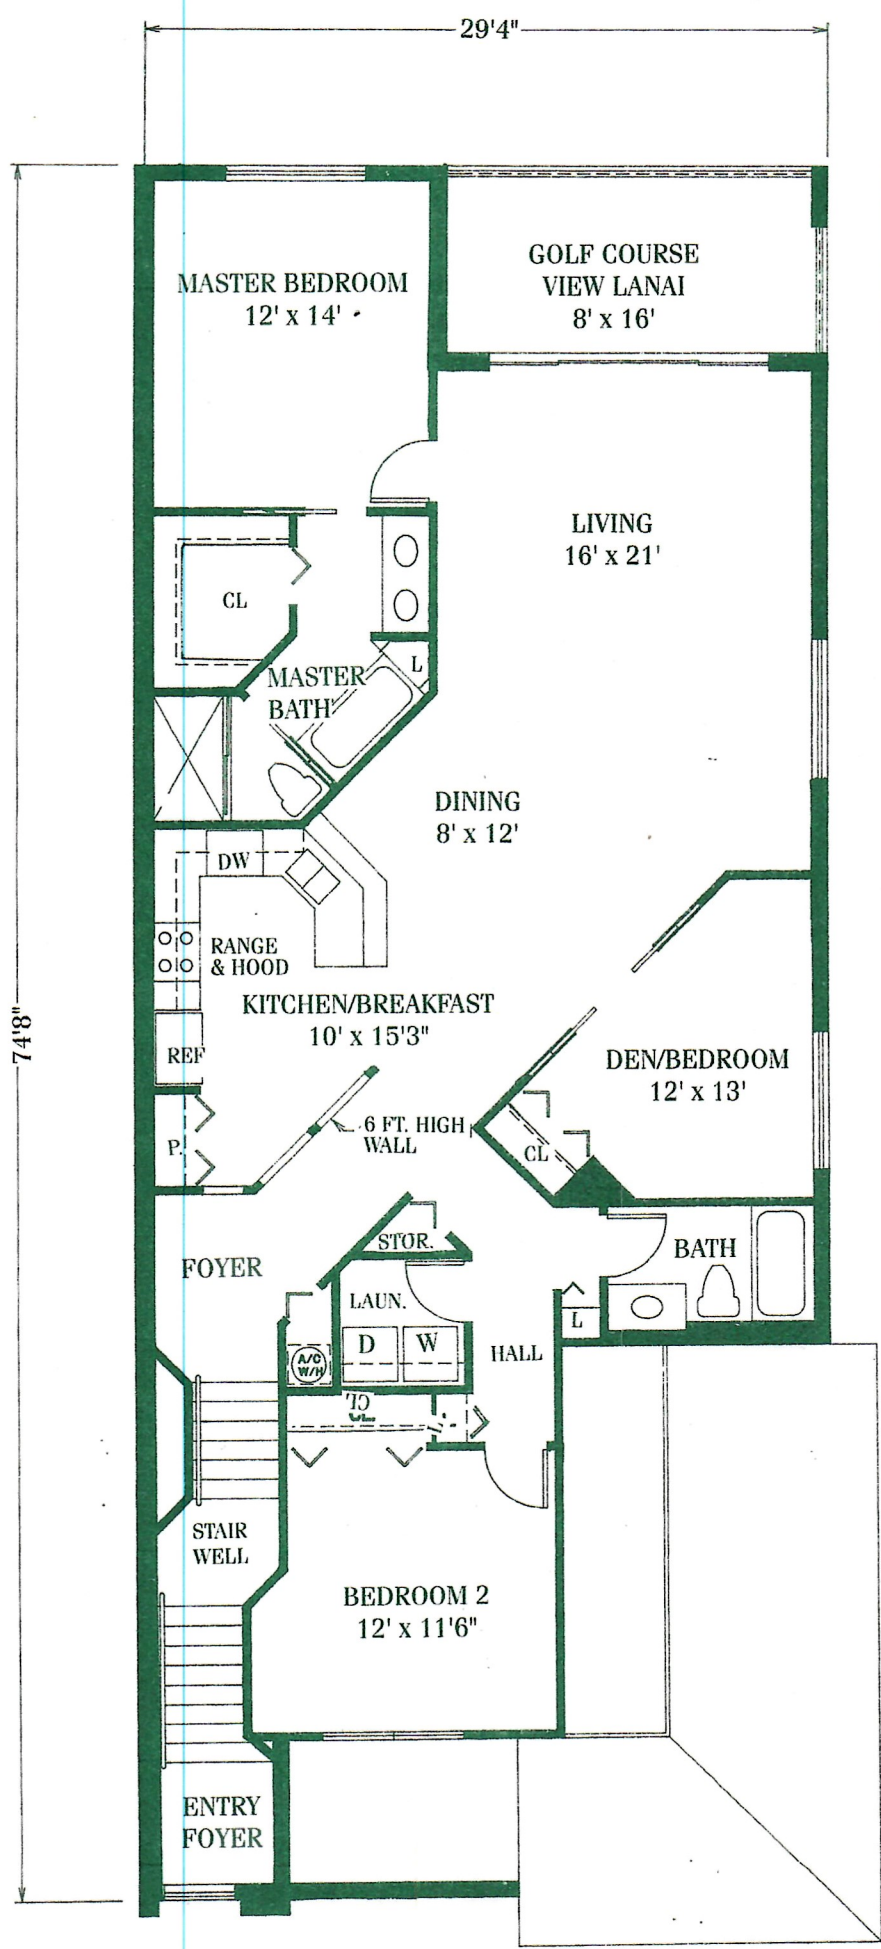 29'4"
74'8"
MASTER BEDROOM
12' x 14'
GOLF COURSE
VIEW LANAI
8' x 16'
LIVING
16' x 21'
CL
L
MASTER
BATH
DINING
8' x 12'
DW
RANGE
& HOOD
KITCHEN/BREAKFAST
10' x 15'3"
REF
DEN/BEDROOM
12' x 13'
P.
6 FT. HIGH
WALL
CL
STOR.
BATH
FOYER
LAUN.
L
D
W
HALL
A/C
W/H
CL
STAIR
WELL
BEDROOM 2
12' x 11'6"
ENTRY
FOYER